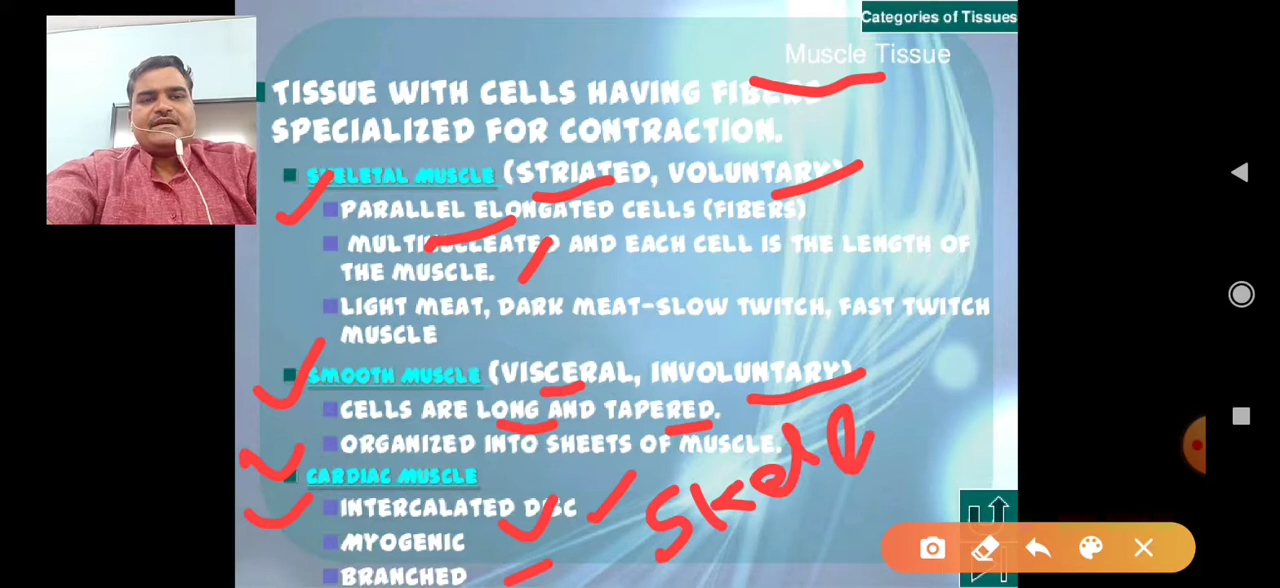 Categories of Tissues
Muscle Tissue
TISSUE WITH CELLS HAVING FIBERS
SPECIALIZED FOR CONTRACTION.
SKELETAL MUSCLE (STRIATED, VOLUNTARY)
PARALLEL ELONGATED CELLS (FIBERS)
MULTINUCLEATED AND EACH CELL IS THE LENGTH OF
THE MUSCLE.
LIGHT MEAT, DARK MEAT-SLOW TWITCH, FAST TWITCH
MUSCLE
SMOOTH MUSCLE (VISCERAL, INVOLUNTARY)
CELLS ARE LONG AND TAPERED.
ORGANIZED INTO SHEETS OF MUSCLE.
CARDIAC MUSCLE
INTERCALATED DISC
MYOGENIC
BRANCHED